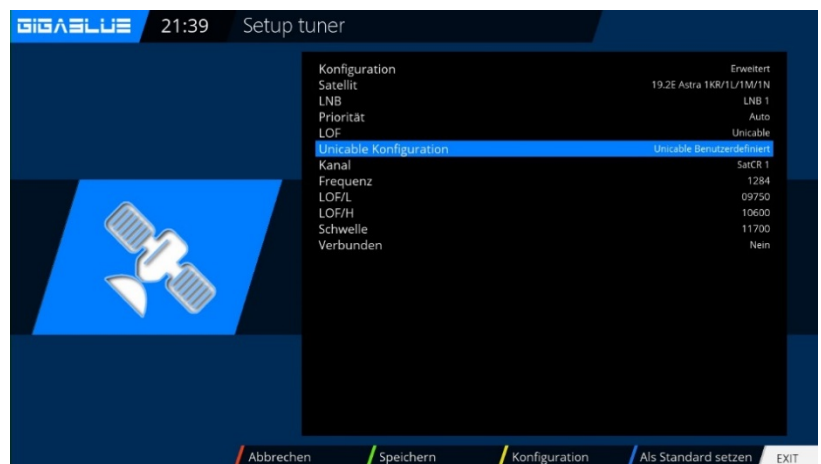 GIGABLUE 21:39 Setup tuner
Konfiguration Erweitert
Satellit 19.2E Astra 1KR/1L/1M/1N
LNB LNB 1
Priorität Auto
LOF Unicable
Unicable Konfiguration Unicable Benutzerdefiniert
Kanal SatCR 1
Frequenz 1284
LOF/L 09750
LOF/H 10600
Schwelle 11700
Verbunden Nein
Abbrechen Speichern Konfiguration Als Standard setzen EXIT